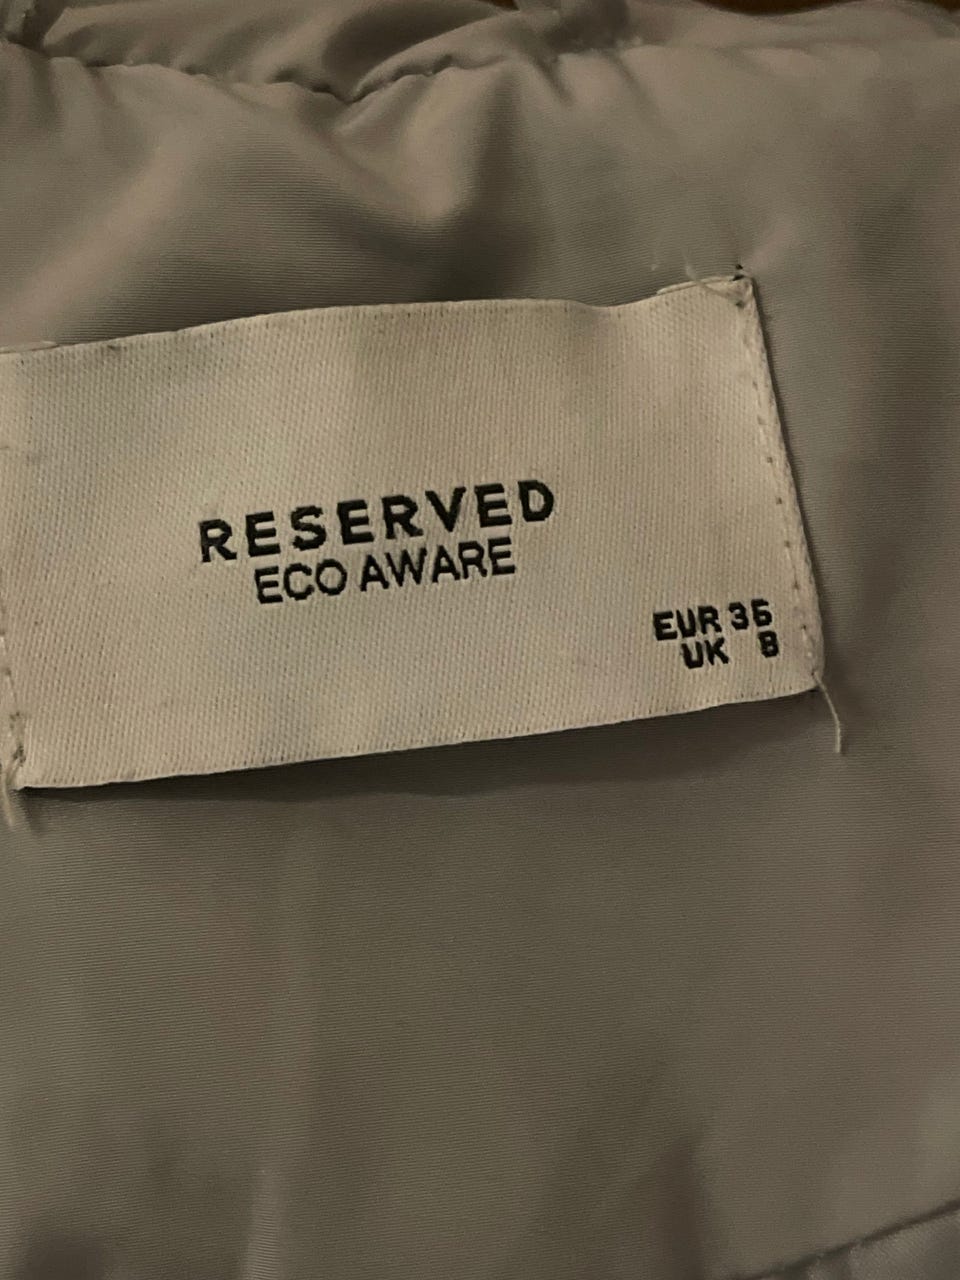 RESERVED
ECO AWARE
EUR 36
UK 8